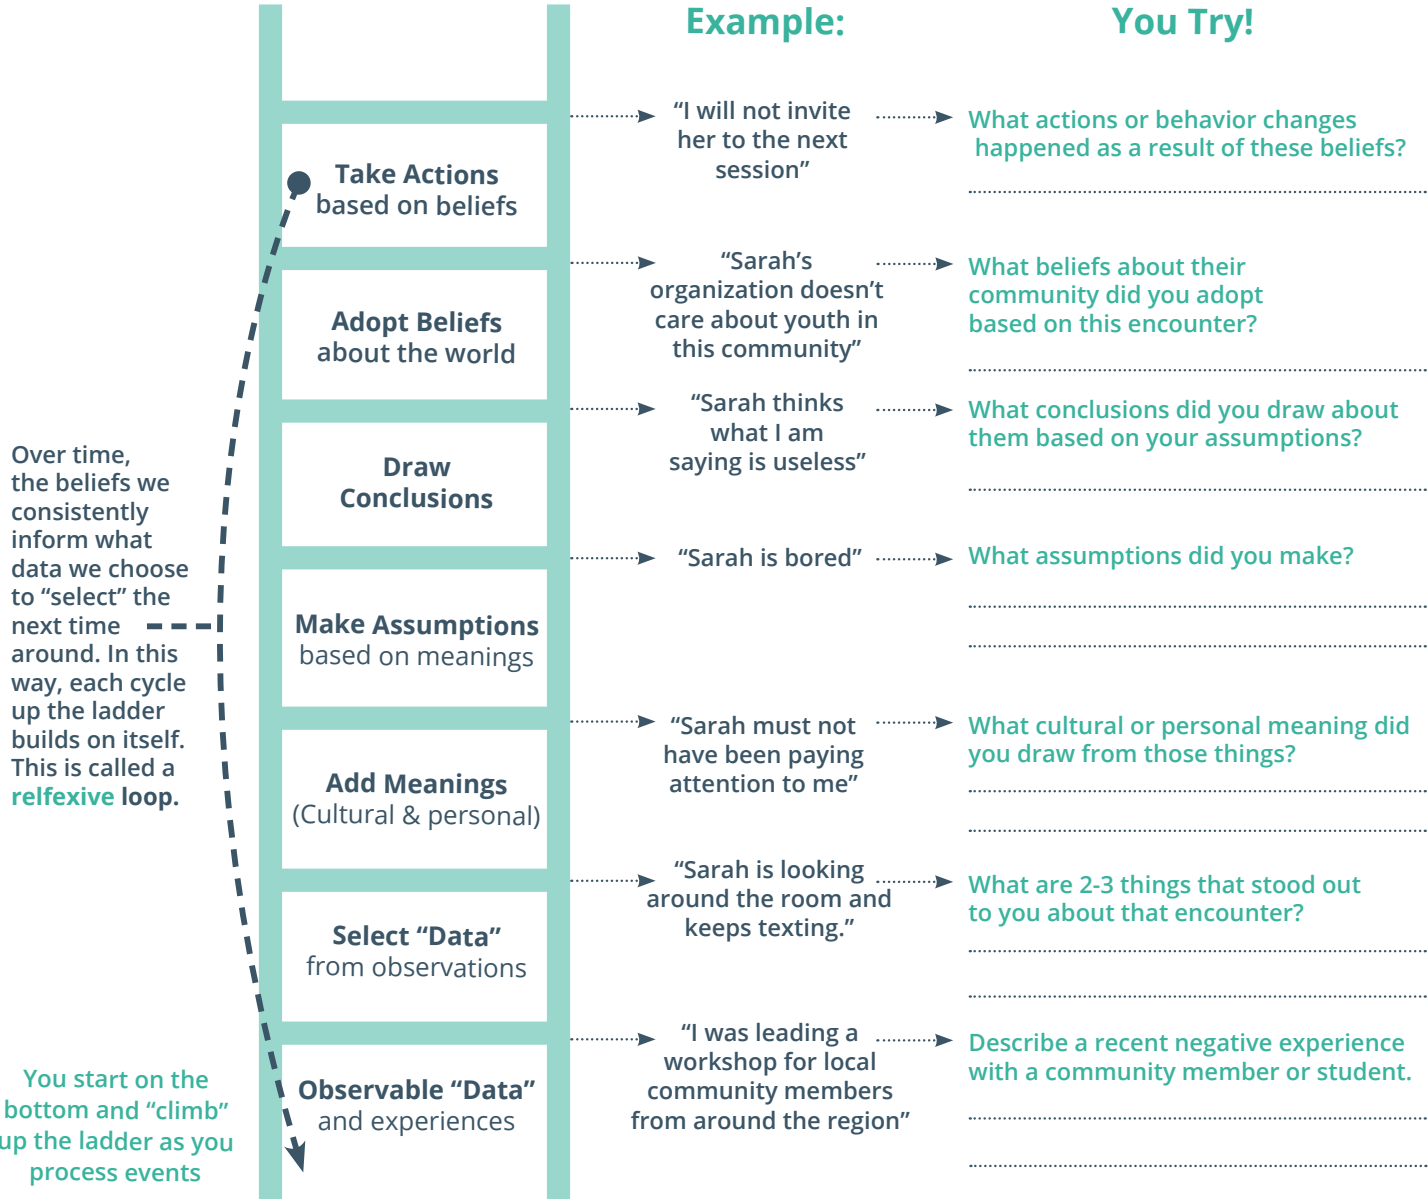 Example:
You Try!
Take Actions
based on beliefs
“I will not invite
her to the next
session”
What actions or behavior changes
happened as a result of these beliefs?
Adopt Beliefs
about the world
“Sarah’s
organization doesn’t
care about youth in
this community”
What beliefs about their
community did you adopt
based on this encounter?
Draw
Conclusions
“Sarah thinks
what I am
saying is useless”
What conclusions did you draw about
them based on your assumptions?
Make Assumptions
based on meanings
“Sarah is bored”
What assumptions did you make?
Add Meanings
(Cultural & personal)
“Sarah must not
have been paying
attention to me”
What cultural or personal meaning did
you draw from those things?
Select “Data”
from observations
“Sarah is looking
around the room and
keeps texting.”
What are 2-3 things that stood out
to you about that encounter?
Observable “Data”
and experiences
“I was leading a
workshop for local
community members
from around the region”
Describe a recent negative experience
with a community member or student.
Over time,
the beliefs we
consistently
inform what
data we choose
to “select” the
next time
around. In this
way, each cycle
up the ladder
builds on itself.
This is called a
relfexive loop.
You start on the
bottom and “climb”
up the ladder as you
process events